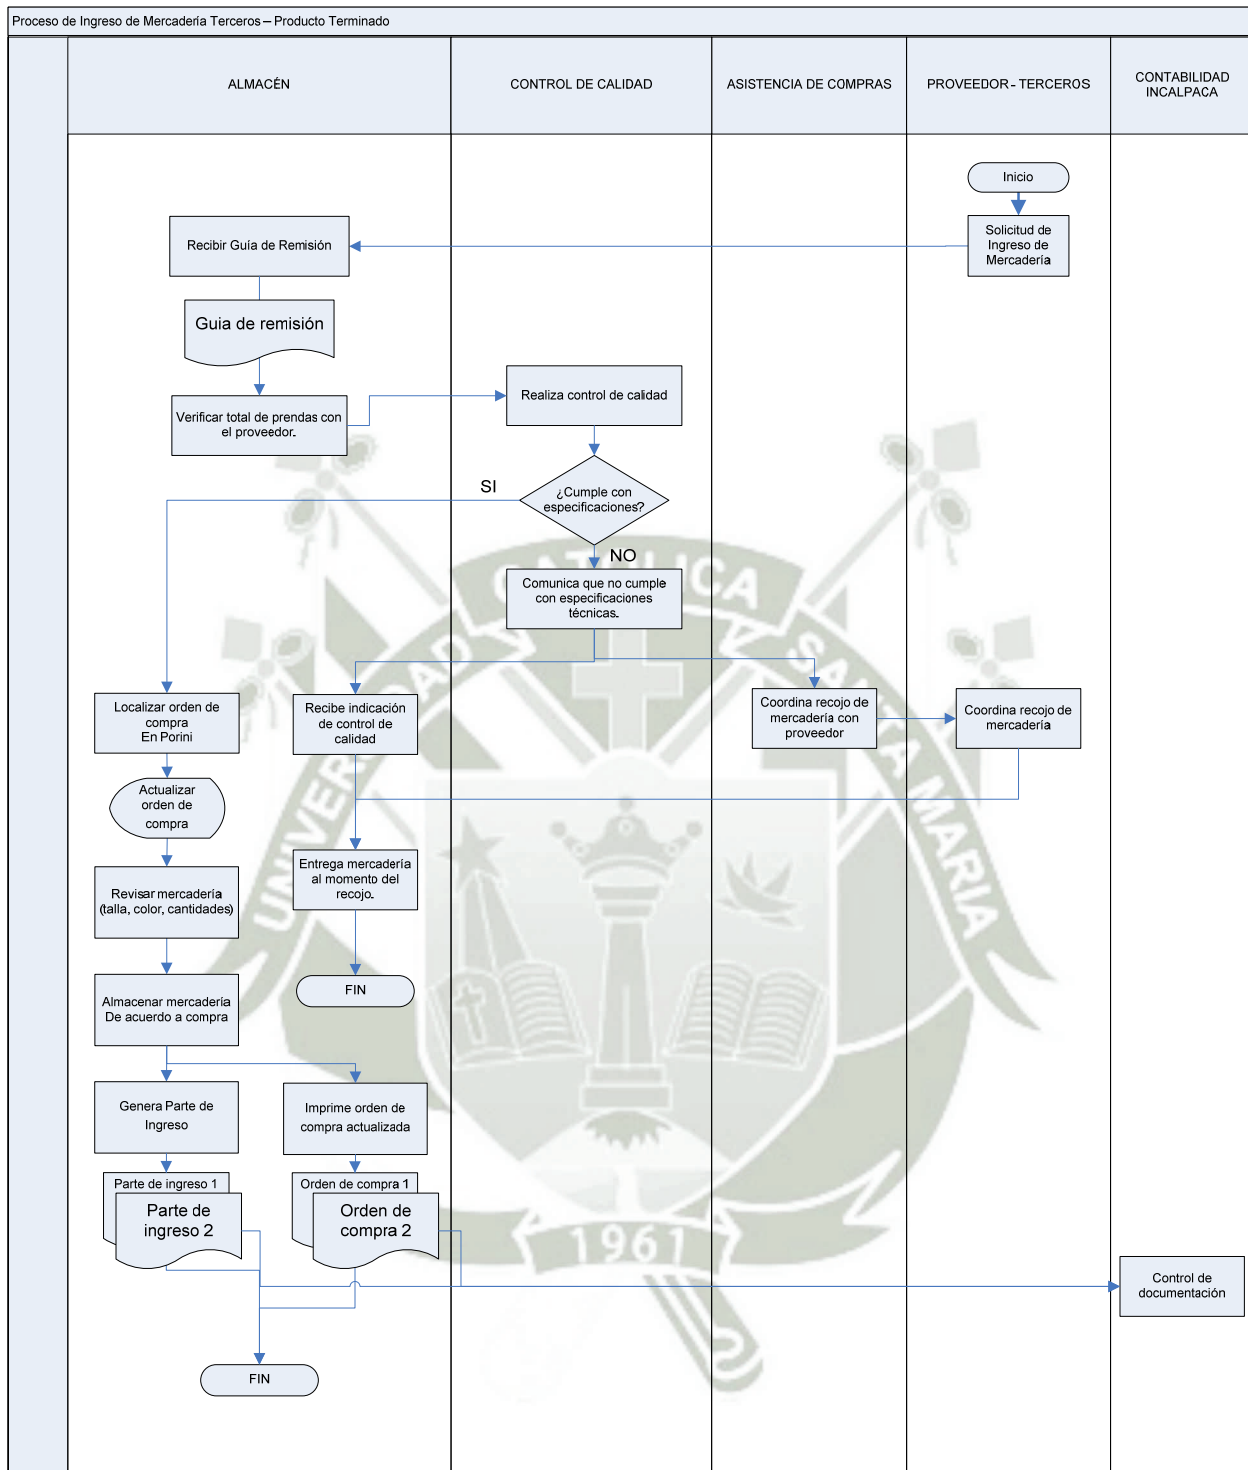 Proceso de Ingreso de Mercadería Terceros – Producto Terminado
ALMACÉN
CONTROL DE CALIDAD
ASISTENCIA DE COMPRAS
PROVEEDOR - TERCEROS
CONTABILIDAD
INCALPACA
Inicio
Solicitud de
Ingreso de
Mercadería
Recibir Guía de Remisión
Guia de remisión
Verificar total de prendas con
el proveedor.
Realiza control de calidad
¿Cumple con
especificaciones?
SI
NO
Comunica que no cumple
con especificaciones
técnicas.
Localizar orden de
compra
En Porini
Recibe indicación
de control de
calidad
Coordina recojo de
mercadería con
proveedor
Coordina recojo de
mercadería
Actualizar
orden de
compra
Revisar mercadería
(talla, color, cantidades)
Entrega mercadería
al momento del
recojo.
Almacenar mercadería
De acuerdo a compra
FIN
Genera Parte de
Ingreso
Imprime orden de
compra actualizada
Parte de ingreso 1
Parte de
ingreso 2
Orden de compra 1
Orden de
compra 2
Control de
documentación
FIN
UNIVERSIDAD CATOLICA SANTA MARIA
1961